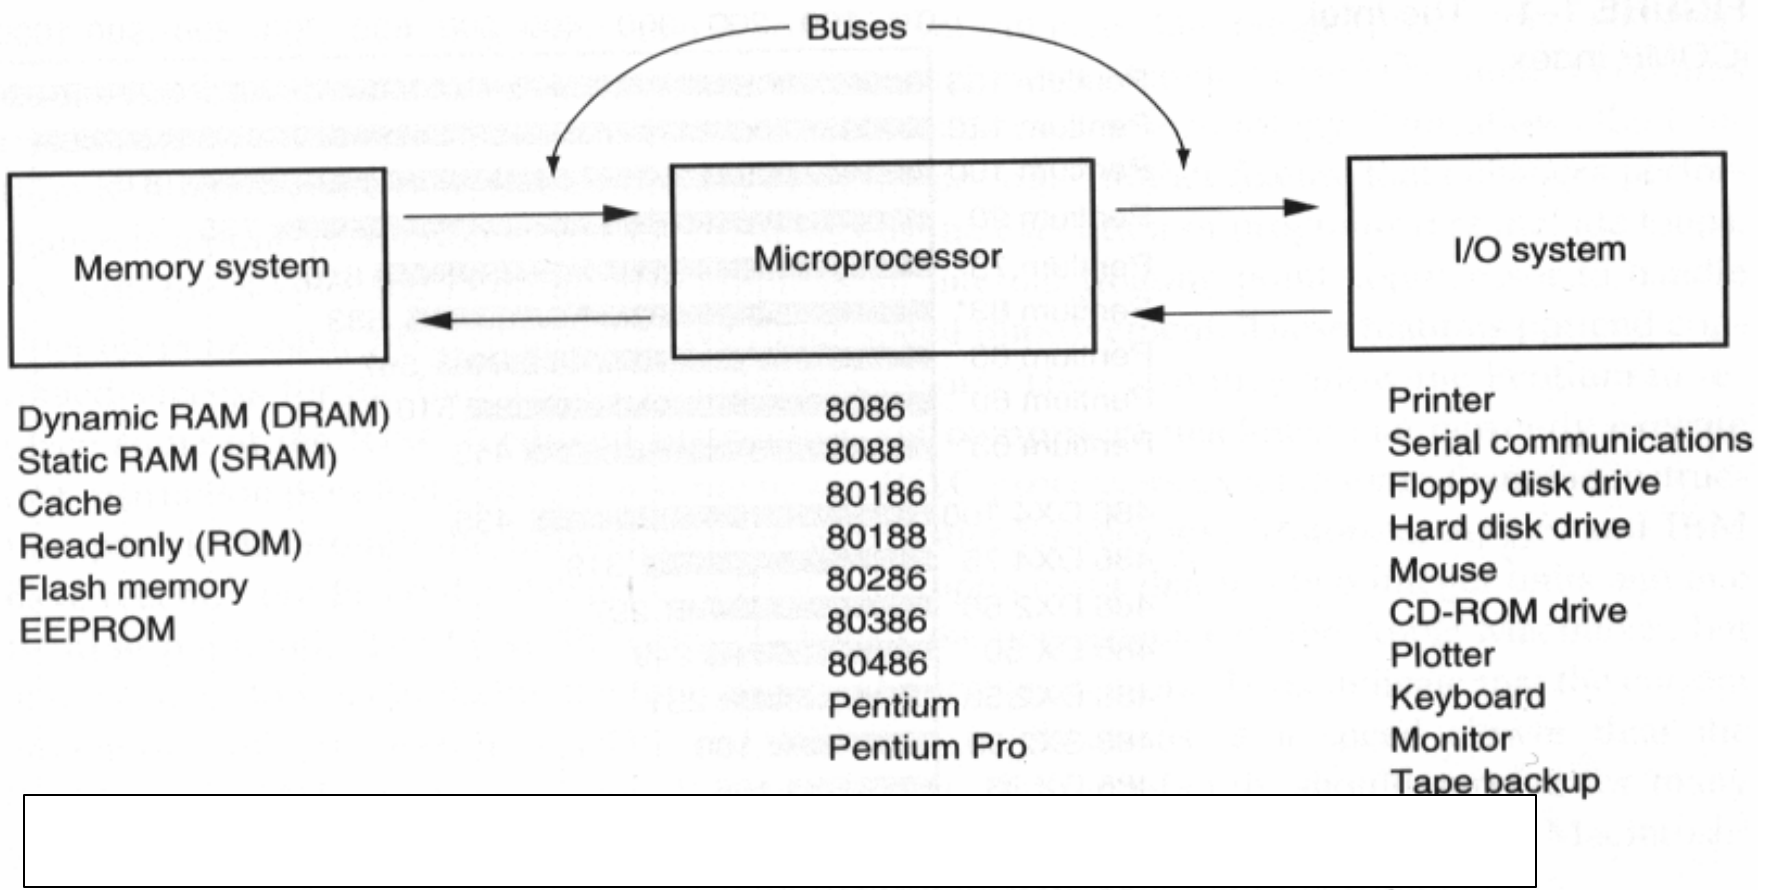 Buses
Memory system
Microprocessor
I/O system
Dynamic RAM (DRAM)
Static RAM (SRAM)
Cache
Read-only (ROM)
Flash memory
EEPROM
8086
8088
80186
80188
80286
80386
80486
Pentium
Pentium Pro
Printer
Serial communications
Floppy disk drive
Hard disk drive
Mouse
CD-ROM drive
Plotter
Keyboard
Monitor
Tape backup